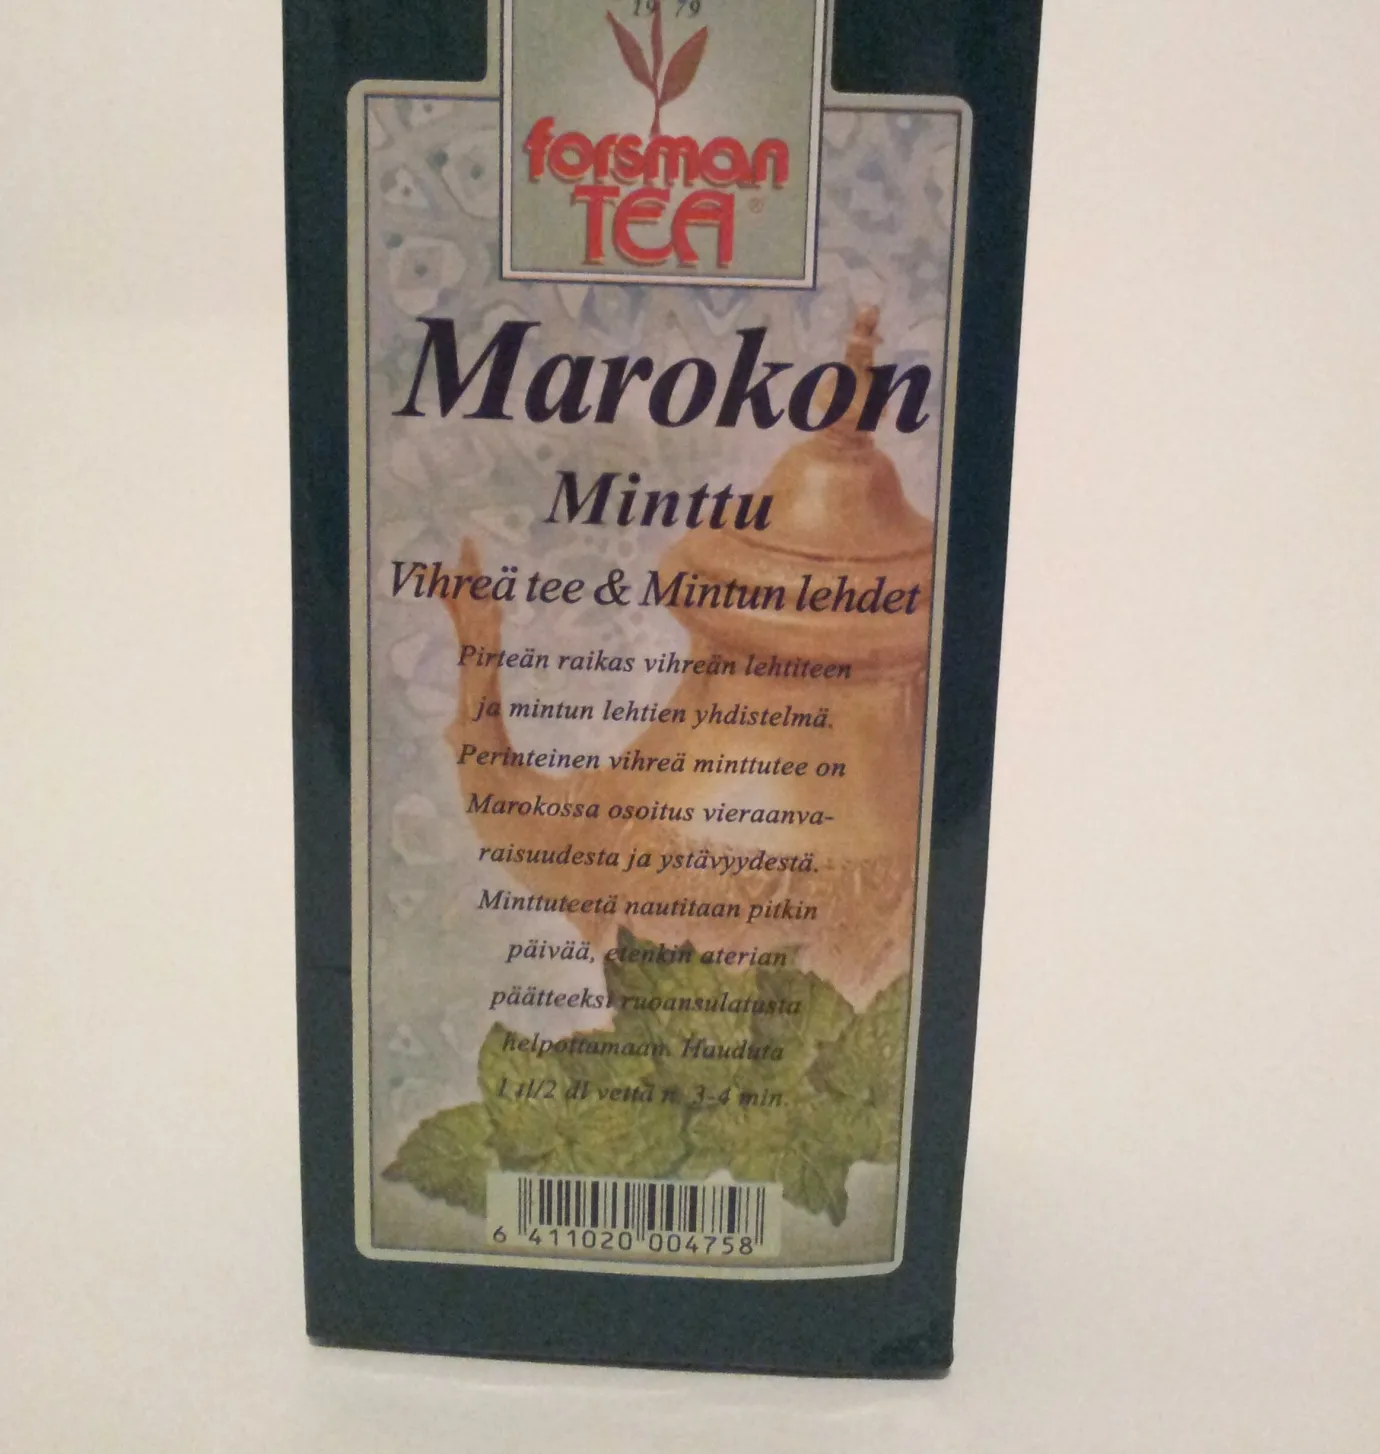 19 79
forsman
TEA ®
Marokon
Minttu
Vihreä tee & Mintun lehdet
Pirteän raikas vihreän lehtiteen
ja mintun lehtien yhdistelmä.
Perinteinen vihreä minttutee on
Marokossa osoitus vieraanva-
raisuudesta ja ystävyydestä.
Minttuteetä nautitaan pitkin
päivää, etenkin aterian
päätteeksi ruoansulatusta
helpottamaan. Hauduta
1 tl/2 dl vettä n. 3-4 min.
6 411020 004758